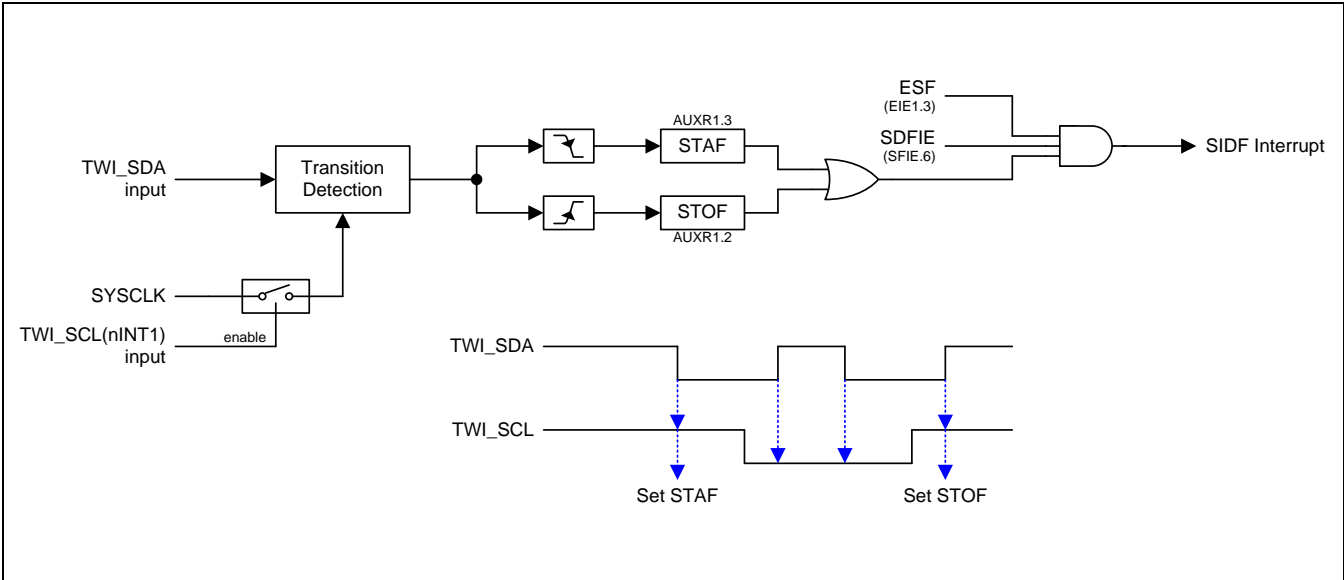 ESF
(EIE1.3)
AUXR1.3
STAF
SDFIE
(SFIE.6)
SIDF Interrupt
TWI_SDA
input
Transition
Detection
STOF
AUXR1.2
SYSCLK
TWI_SCL(nINT1)
input
enable
TWI_SDA
TWI_SCL
Set STAF
Set STOF